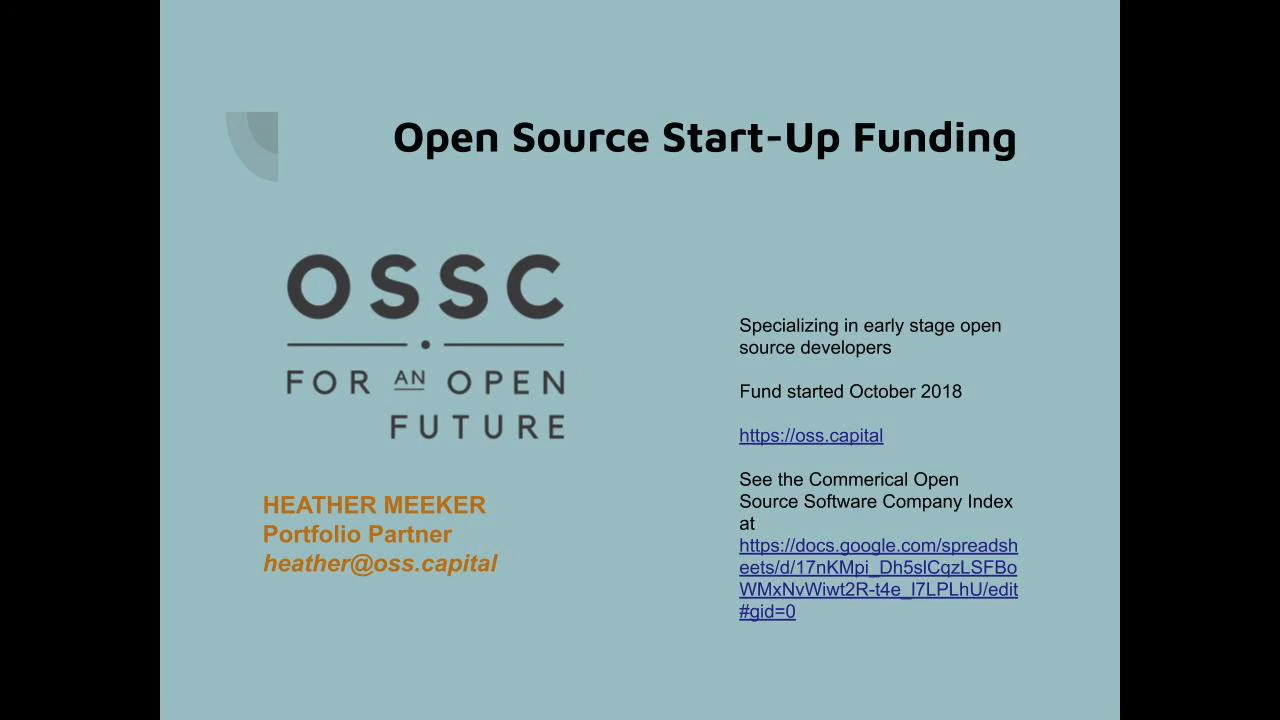 Open Source Start-Up Funding
OSSC
FOR AN OPEN
FUTURE
HEATHER MEEKER
Portfolio Partner
heather@oss.capital
Specializing in early stage open
source developers
Fund started October 2018
https://oss.capital
See the Commerical Open
Source Software Company Index
at
https://docs.google.com/spreadsh
eets/d/17nKMpi_Dh5slCqzLSFBo
WMxNvWiwt2R-t4e_l7LPLhU/edit
#gid=0